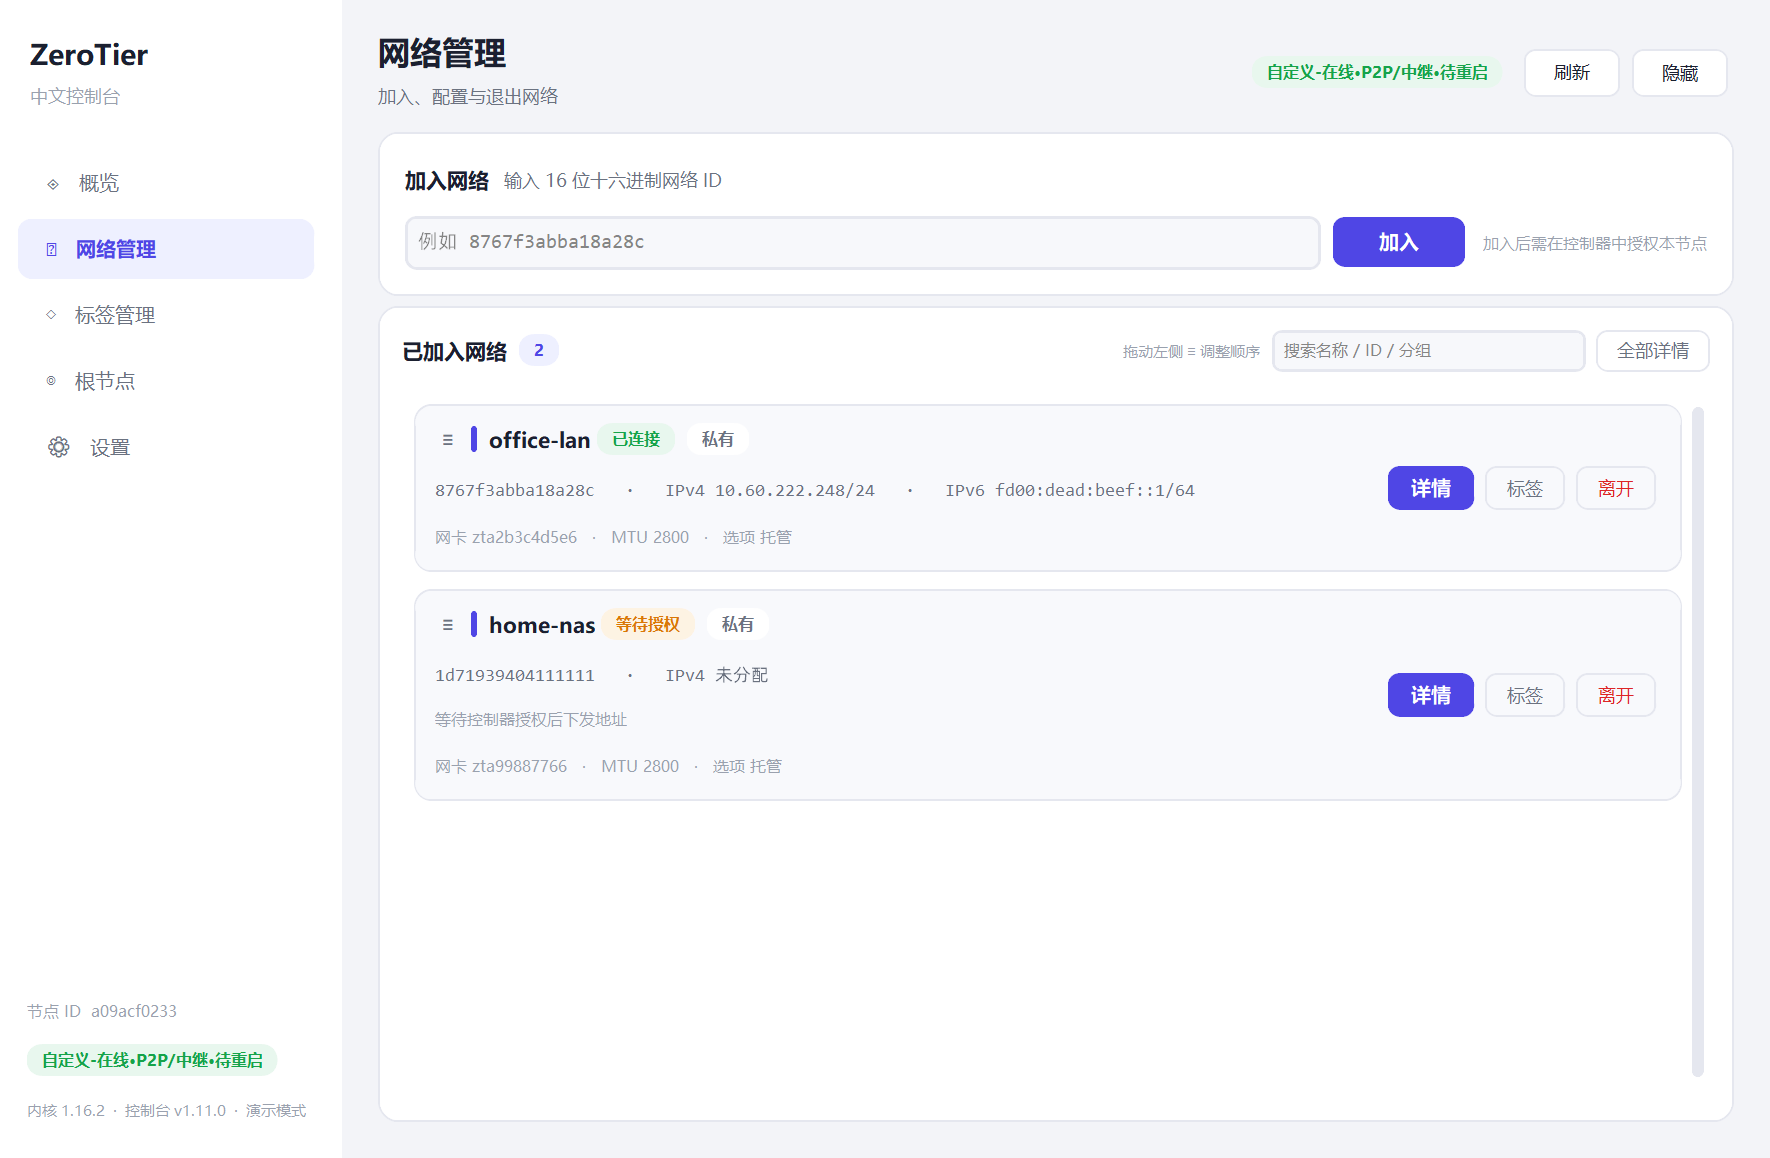 ZeroTier
中文控制台
概览
网络管理
标签管理
根节点
设置
节点 ID a09acf0233
自定义-在线•P2P/中继•待重启
内核 1.16.2 · 控制台 v1.11.0 · 演示模式
网络管理
加入、配置与退出网络
自定义-在线•P2P/中继•待重启
刷新
隐藏
加入网络 输入 16 位十六进制网络 ID
例如 8767f3abba18a28c
加入
加入后需在控制器中授权本节点
已加入网络 2
拖动左侧 ≡ 调整顺序
搜索名称 / ID / 分组
全部详情
≡ office-lan 已连接 私有
8767f3abba18a28c · IPv4 10.60.222.248/24 · IPv6 fd00:dead:beef::1/64
网卡 zta2b3c4d5e6 · MTU 2800 · 选项 托管
详情 标签 离开
≡ home-nas 等待授权 私有
1d71939404111111 · IPv4 未分配
等待控制器授权后下发地址
网卡 zta99887766 · MTU 2800 · 选项 托管
详情 标签 离开